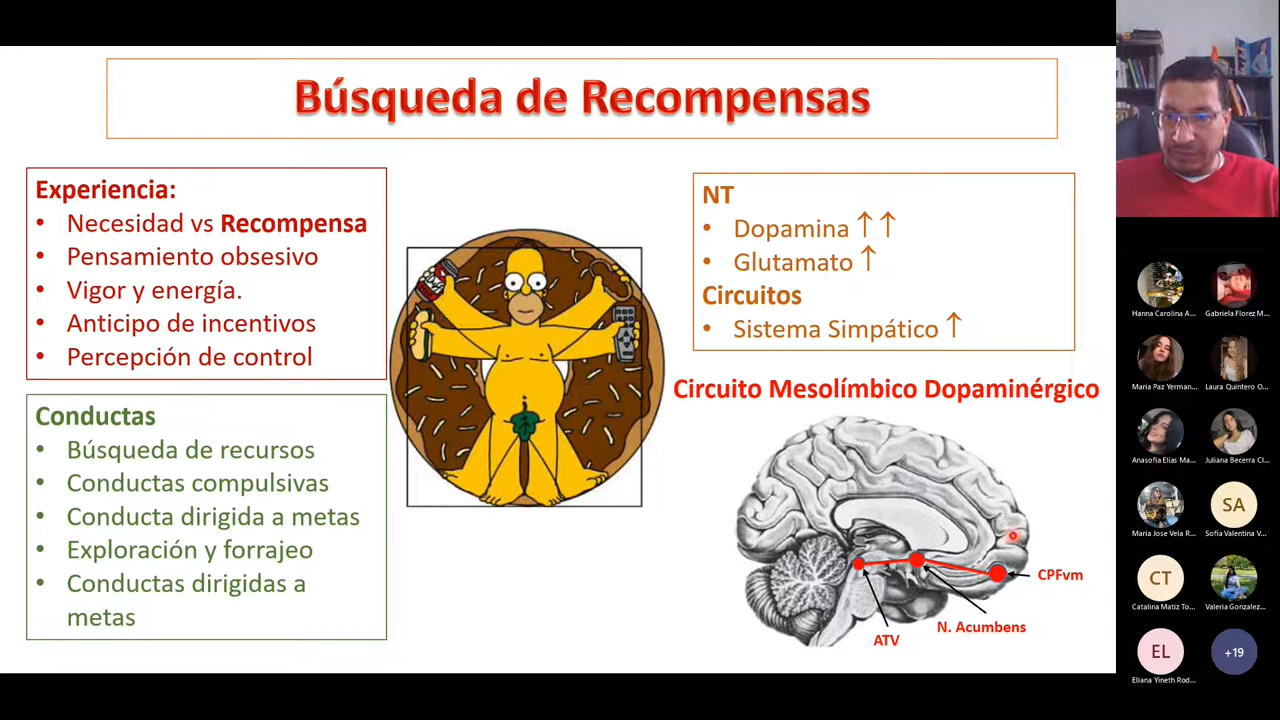 Búsqueda de Recompensas
Experiencia:
• Necesidad vs Recompensa
• Pensamiento obsesivo
• Vigor y energía.
• Anticipo de incentivos
• Percepción de control
Conductas
• Búsqueda de recursos
• Conductas compulsivas
• Conducta dirigida a metas
• Exploración y forrajeo
• Conductas dirigidas a
metas
NT
• Dopamina ↑↑
• Glutamato ↑
Circuitos
• Sistema Simpático ↑
Circuito Mesolímbico Dopaminérgico
CPFvm
N. Acumbens
ATV
Hanna Carolina A...
Gabriela Florez M...
Maria Paz Yerman...
Laura Quintero O...
Anasofia Elias Ma...
Juliana Becerra Cl...
Maria Jose Vela R...
SA
Sofía Valentina V...
CT
Catalina Matiz To...
Valeria Gonzalez...
EL
Eliana Yineth Rod...
+19